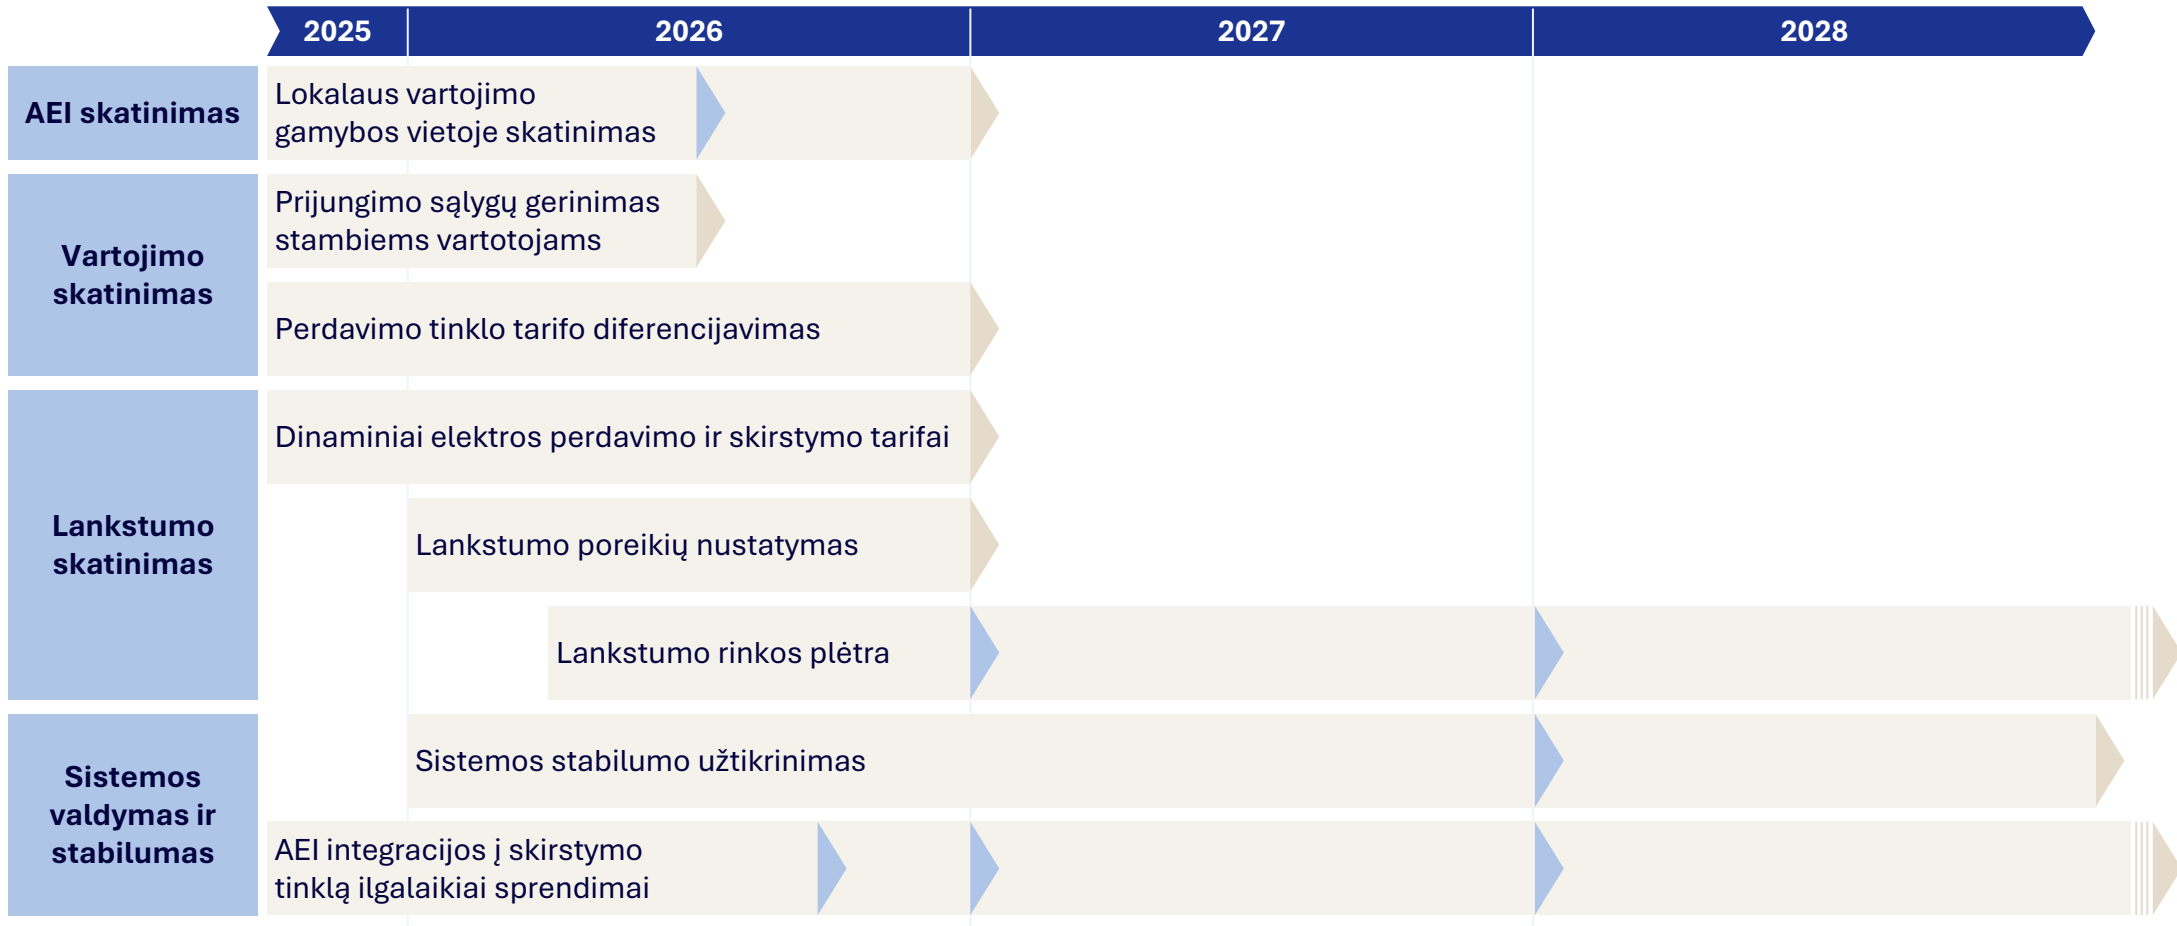 2025
2026
2027
2028
AEI skatinimas
Lokalaus vartojimo
gamybos vietoje skatinimas
Vartojimo
skatinimas
Prijungimo sąlygų gerinimas
stambiems vartotojams
Perdavimo tinklo tarifo diferencijavimas
Lankstumo
skatinimas
Dinaminiai elektros perdavimo ir skirstymo tarifai
Lankstumo poreikių nustatymas
Lankstumo rinkos plėtra
Sistemos
valdymas ir
stabilumas
Sistemos stabilumo užtikrinimas
AEI integracijos į skirstymo
tinklą ilgalaikiai sprendimai